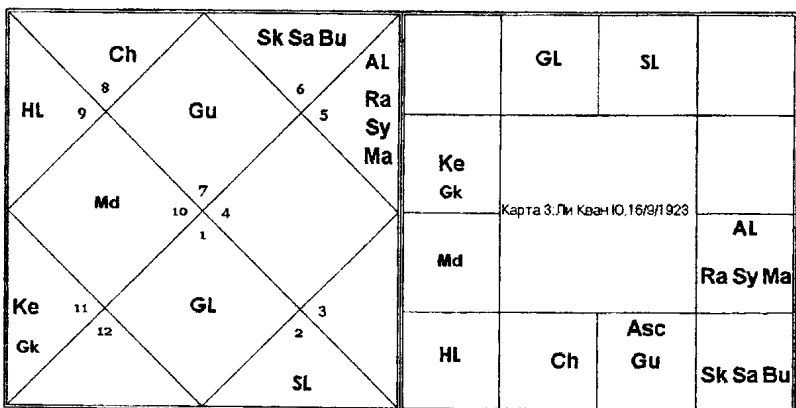 Ch
Sk Sa Bu
AL
8
6
HL
9
Gu
5
Ra
Sy
Ma
Md
7
10
4
1
Ke
11
GL
3
Gk
12
2
SL
GL
SL
Ke
Gk
Карта 3:Ли Кван Ю,16/9/1923
Md
AL
Ra Sy Ma
HL
Ch
Asc
Gu
Sk Sa Bu